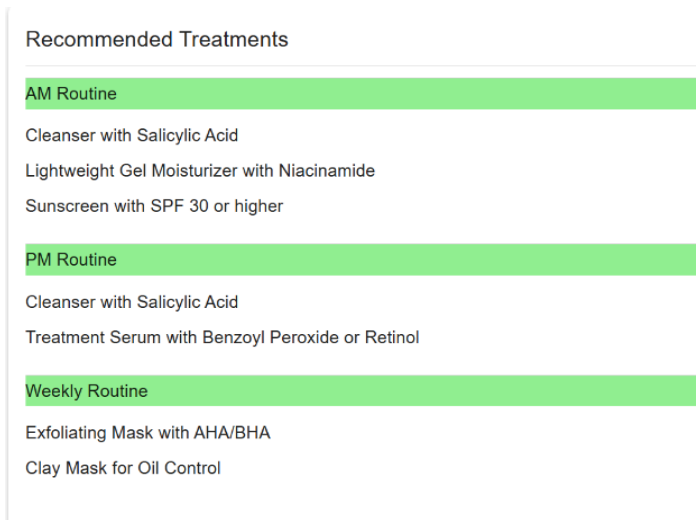 Recommended Treatments
AM Routine
Cleanser with Salicylic Acid
Lightweight Gel Moisturizer with Niacinamide
Sunscreen with SPF 30 or higher
PM Routine
Cleanser with Salicylic Acid
Treatment Serum with Benzoyl Peroxide or Retinol
Weekly Routine
Exfoliating Mask with AHA/BHA
Clay Mask for Oil Control